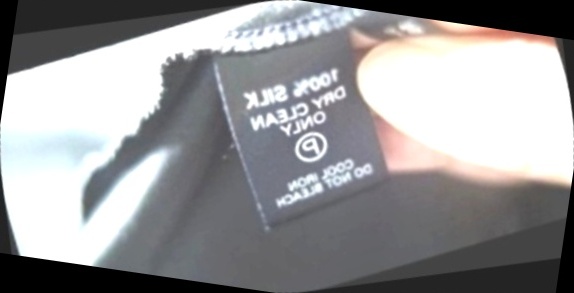 100% SILK
DRY CLEAN
ONLY
P
COOL IRON
DO NOT BLEACH